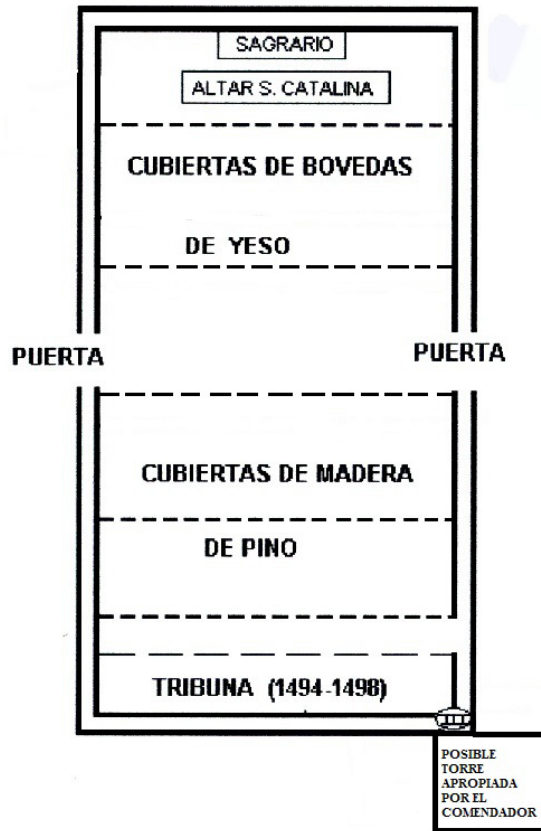 SAGRARIO
ALTAR S. CATALINA
CUBIERTAS DE BOVEDAS
DE YESO
PUERTA
PUERTA
CUBIERTAS DE MADERA
DE PINO
TRIBUNA (1494-1498)
POSIBLE
TORRE
APROPIADA
POR EL
COMENDADOR